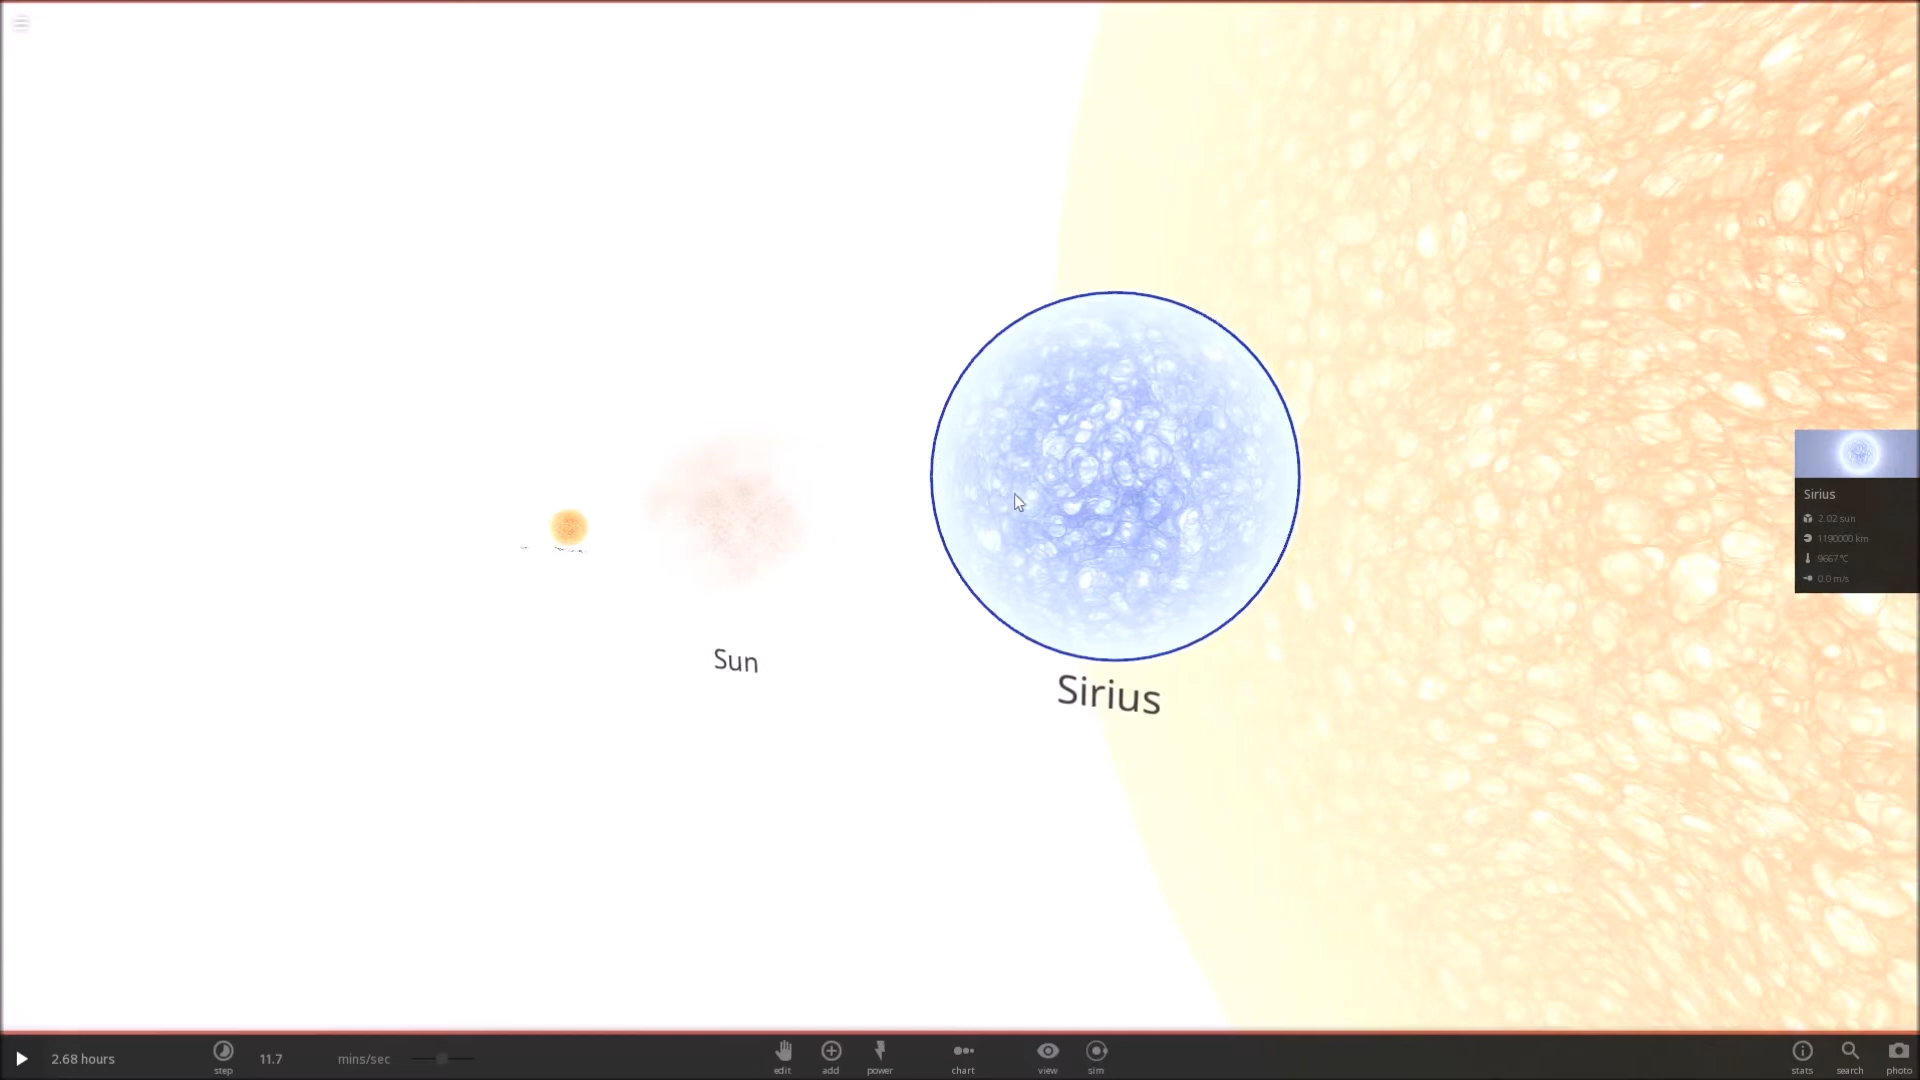 Sun
Sirius
Sirius
2.02 sun
1190000 km
9667 °C
0.0 m/s
2.68 hours
step
11.7
mins/sec
edit
add
power
chart
view
sim
stats
search
photo